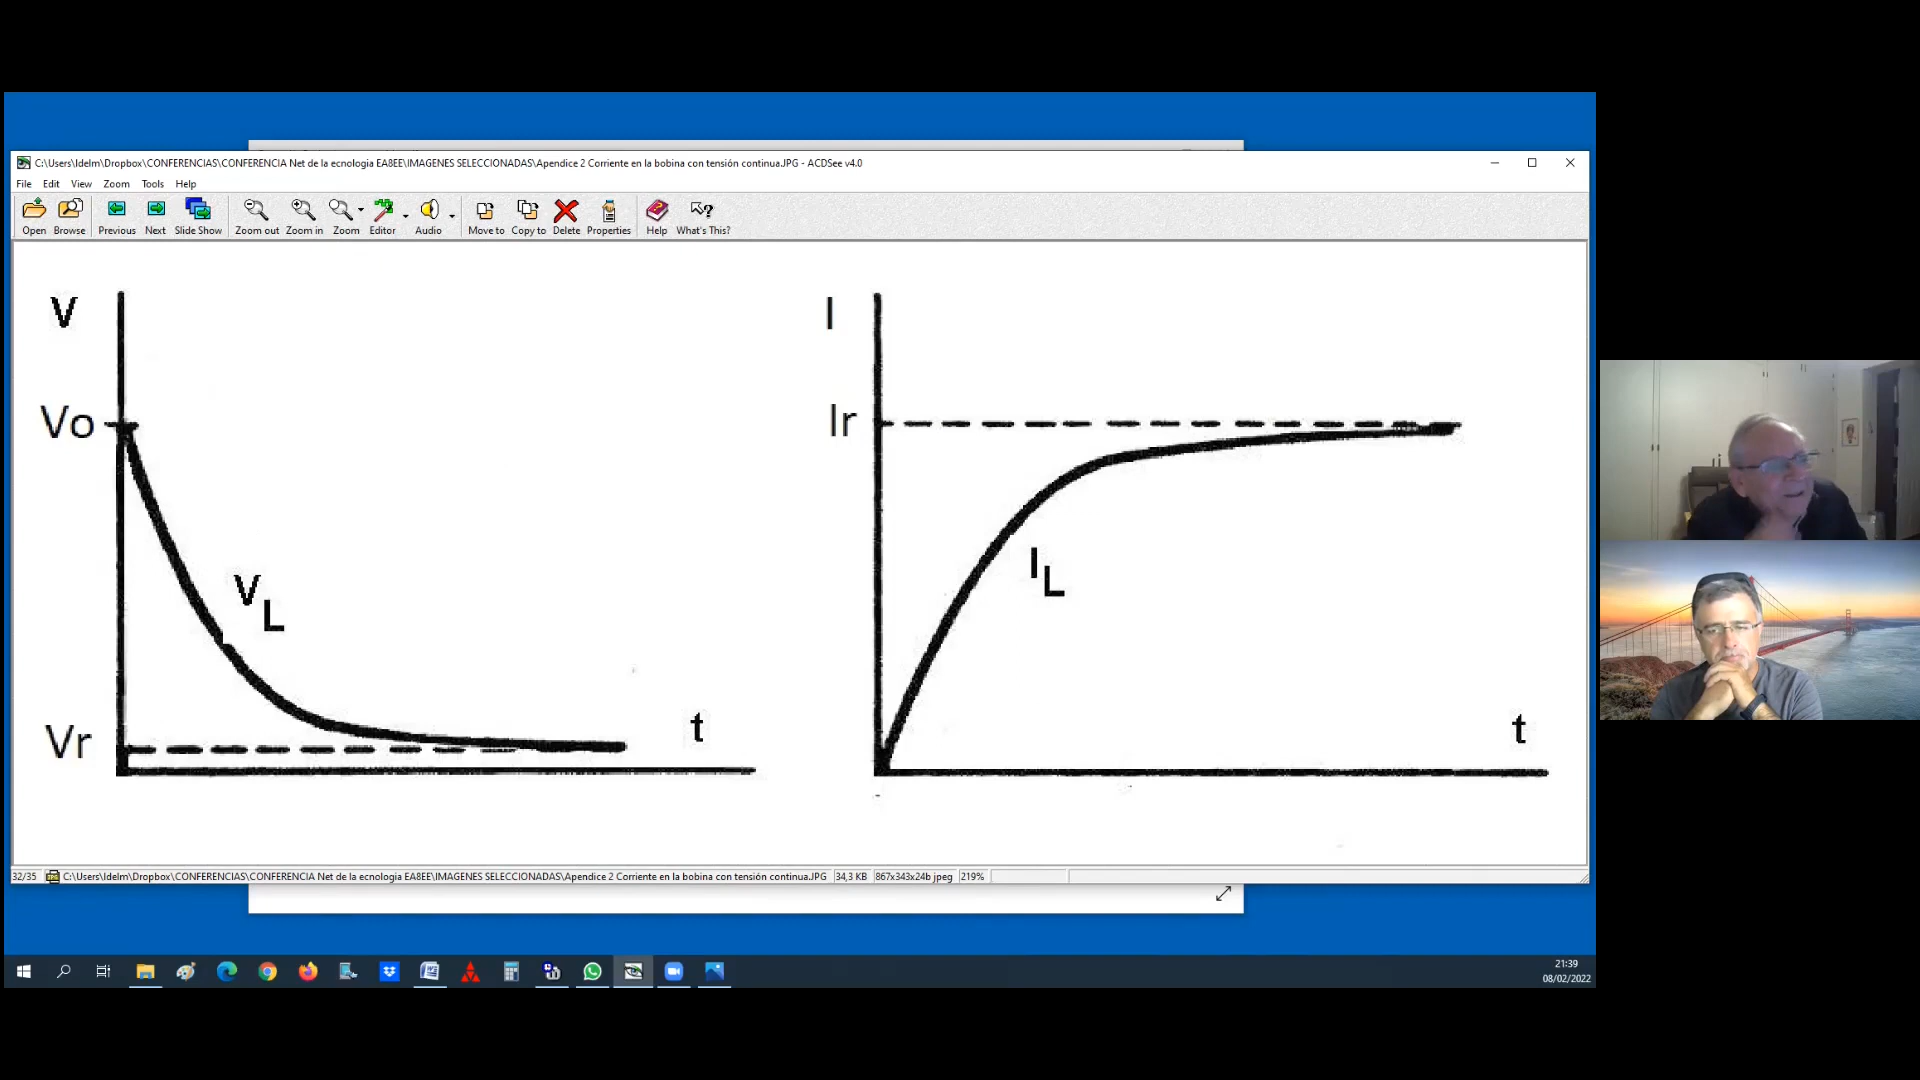 C:\Users\Idelm\Dropbox\CONFERENCIAS\CONFERENCIA Net de la ecnologia EA8EE\IMAGENES SELECCIONADAS\Apendice 2 Corriente en la bobina con tensión continua.JPG - ACDSee v4.0
File Edit View Zoom Tools Help
Open Browse Previous Next Slide Show Zoom out Zoom in Zoom Editor Audio Move to Copy to Delete Properties Help What's This?
V
Vo
VL
Vr
t
I
Ir
IL
t
32/35 C:\Users\Idelm\Dropbox\CONFERENCIAS\CONFERENCIA Net de la ecnologia EA8EE\IMAGENES SELECCIONADAS\Apendice 2 Corriente en la bobina con tensión continua.JPG 34,3 KB 867x343x24b jpeg 219%
21:39
08/02/2022